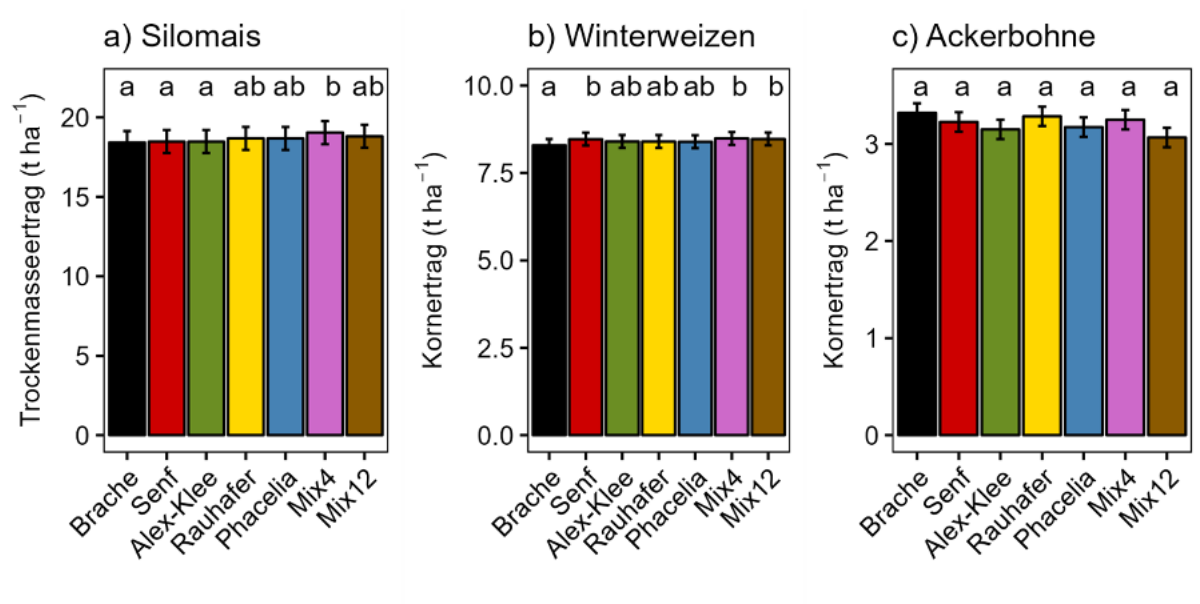 a) Silomais
Trockenmasseertrag (t ha⁻¹)
20
15
10
5
0
a a a ab ab b ab
Brache
Senf
Alex-Klee
Rauhafer
Phacelia
Mix4
Mix12
b) Winterweizen
Kornertrag (t ha⁻¹)
10.0
7.5
5.0
2.5
0.0
a b ab ab ab b b
Brache
Senf
Alex-Klee
Rauhafer
Phacelia
Mix4
Mix12
c) Ackerbohne
Kornertrag (t ha⁻¹)
3
2
1
0
a a a a a a a
Brache
Senf
Alex-Klee
Rauhafer
Phacelia
Mix4
Mix12